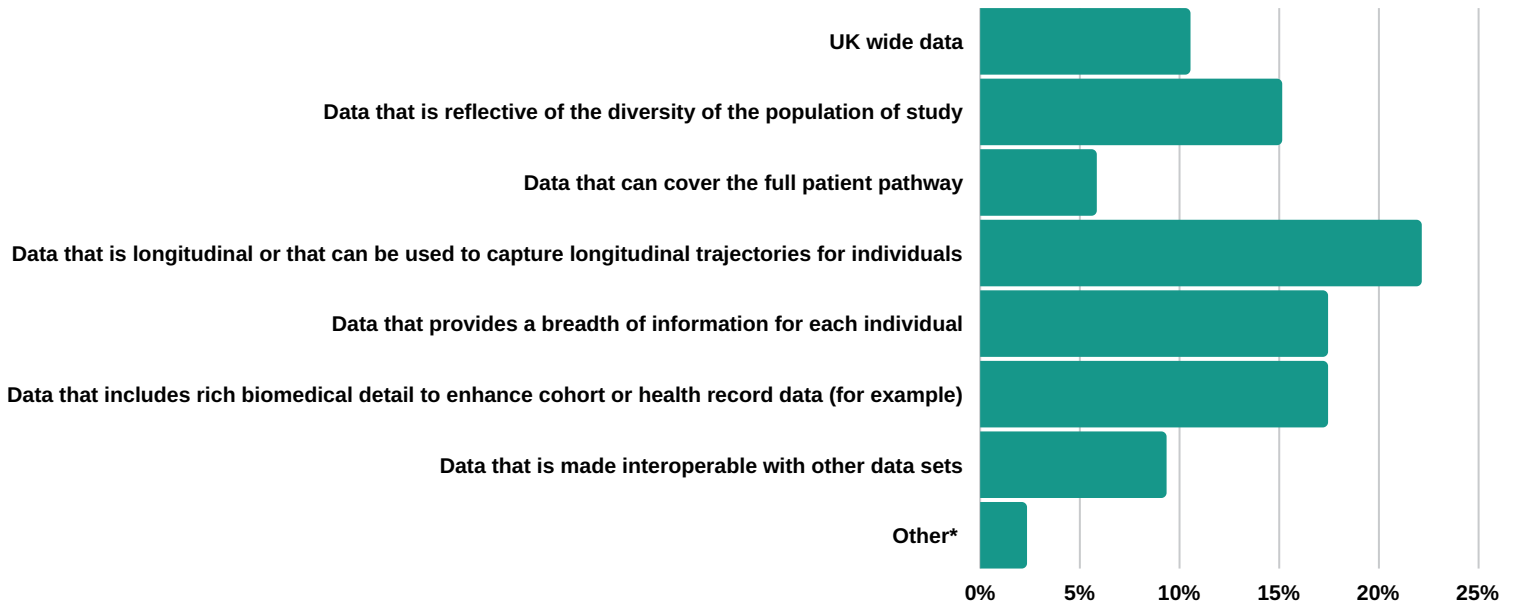 UK wide data
Data that is reflective of the diversity of the population of study
Data that can cover the full patient pathway
Data that is longitudinal or that can be used to capture longitudinal trajectories for individuals
Data that provides a breadth of information for each individual
Data that includes rich biomedical detail to enhance cohort or health record data (for example)
Data that is made interoperable with other data sets
Other*
0% 5% 10% 15% 20% 25%